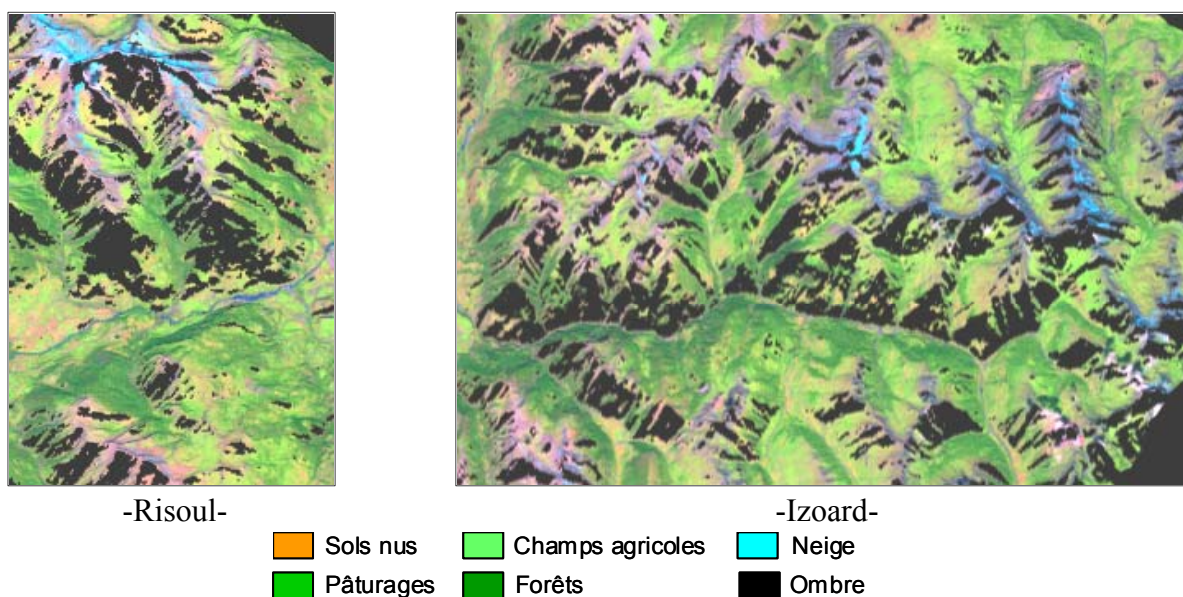 -Risoul-
-Izoard-
Sols nus
Champs agricoles
Neige
Pâturages
Forêts
Ombre